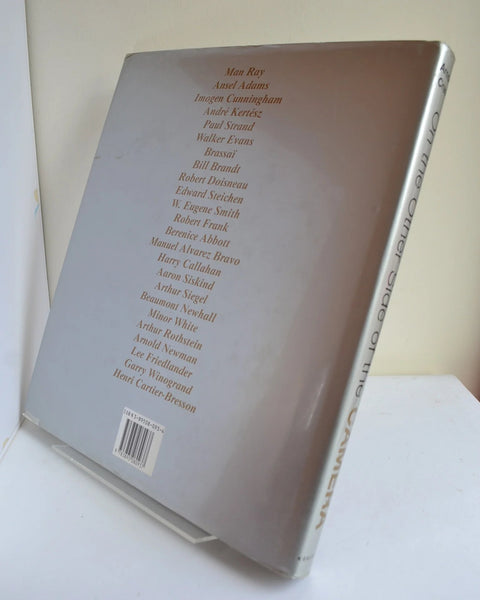 Man Ray
Ansel Adams
Imogen Cunningham
André Kertész
Paul Strand
Walker Evans
Brassaï
Bill Brandt
Robert Doisneau
Edward Steichen
W. Eugene Smith
Robert Frank
Berenice Abbott
Manuel Alvarez Bravo
Harry Callahan
Aaron Siskind
Arthur Siegel
Beaumont Newhall
Minor White
Arthur Rothstein
Arnold Newman
Lee Friedlander
Garry Winogrand
Henri Cartier-Bresson
on the Other Side of the CAMERA